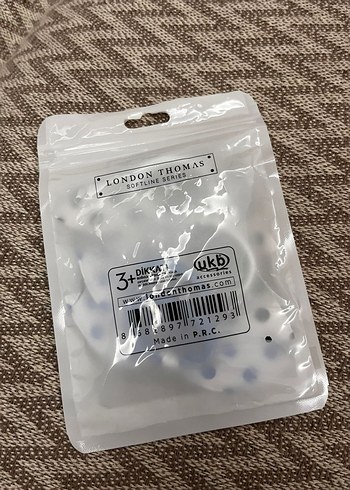 LONDON THOMAS
SOFTLINE SERIES
3+ DİKKAT!
ukb
accessories
www.londonthomas.com
Made in P.R.C.